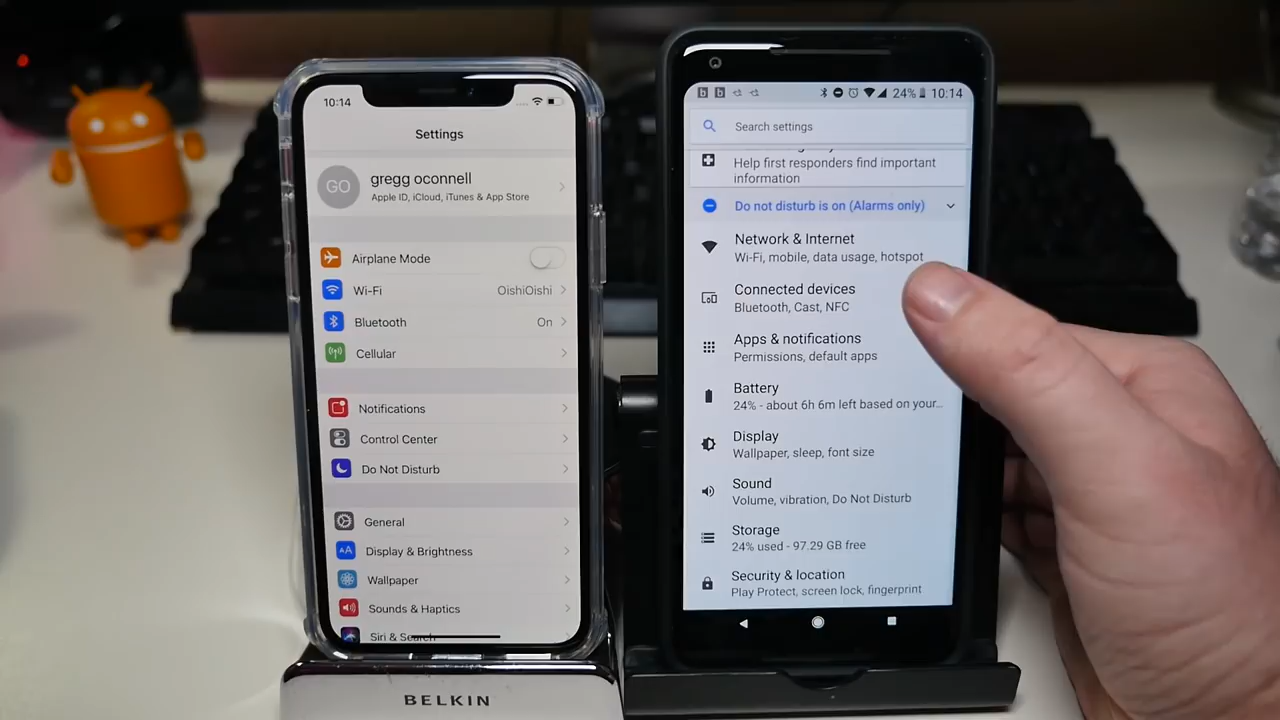 10:14
Settings
GO
gregg oconnell
Apple ID, iCloud, iTunes & App Store
Airplane Mode
Wi-Fi OishiOishi
Bluetooth On
Cellular
Notifications
Control Center
Do Not Disturb
General
AA Display & Brightness
Wallpaper
Sounds & Haptics
Siri & Search
BELKIN
24% 10:14
Search settings
Help first responders find important
information
Do not disturb is on (Alarms only)
Network & Internet
Wi-Fi, mobile, data usage, hotspot
Connected devices
Bluetooth, Cast, NFC
Apps & notifications
Permissions, default apps
Battery
24% - about 6h 6m left based on your...
Display
Wallpaper, sleep, font size
Sound
Volume, vibration, Do Not Disturb
Storage
24% used - 97.29 GB free
Security & location
Play Protect, screen lock, fingerprint